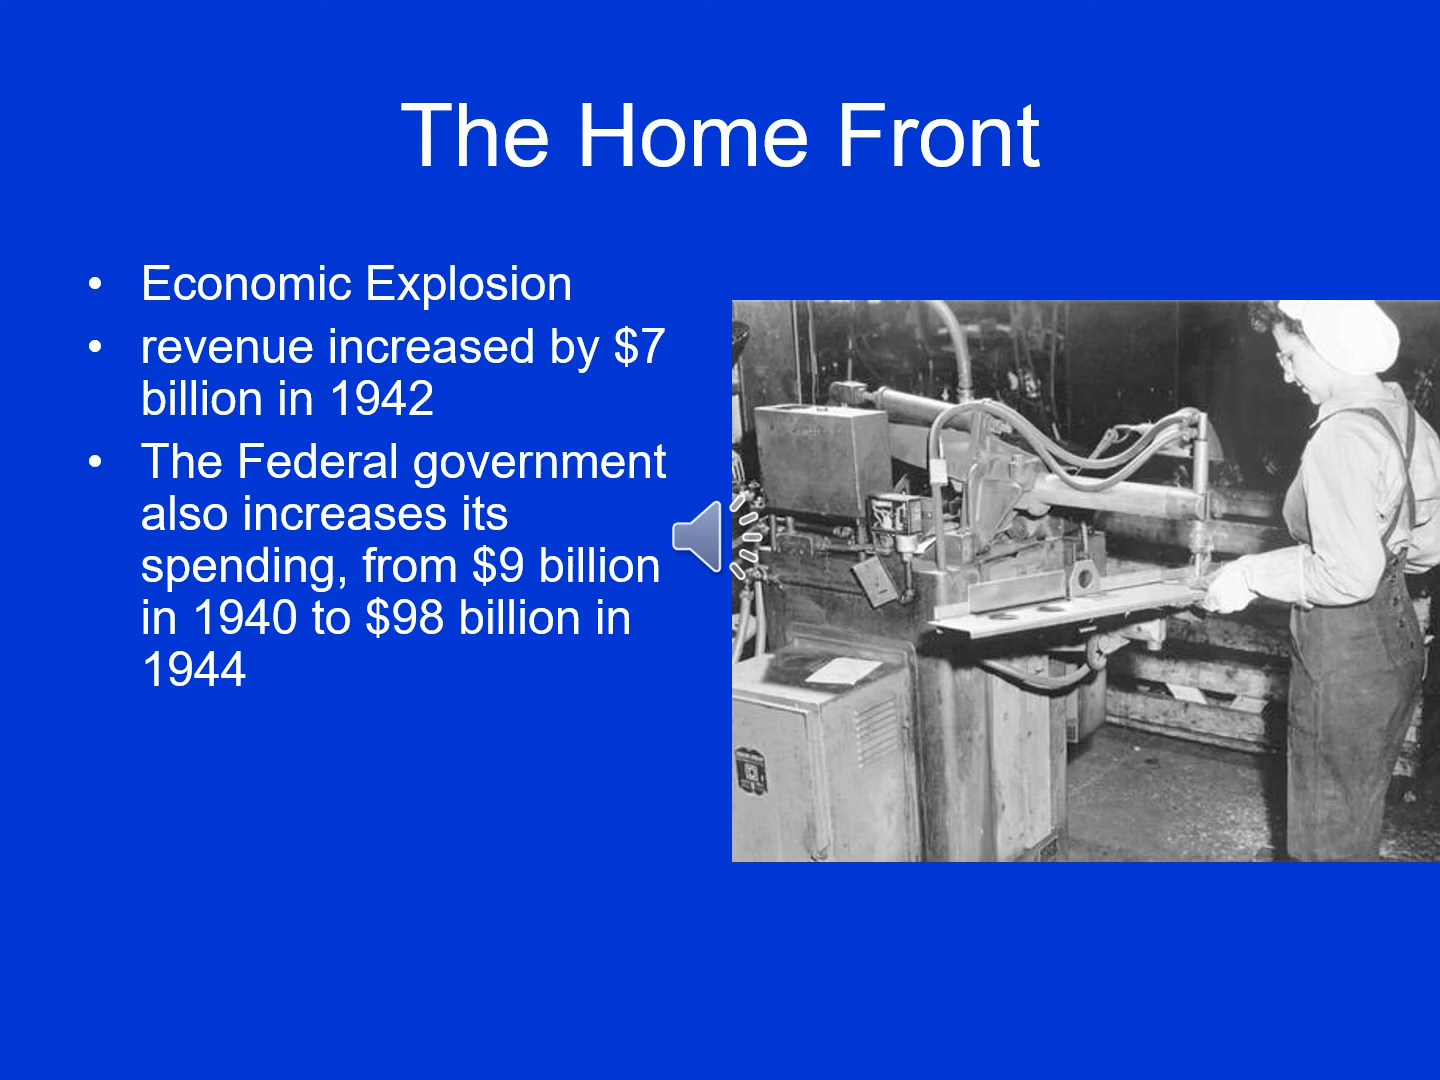 The Home Front
• Economic Explosion
• revenue increased by $7
billion in 1942
• The Federal government
also increases its
spending, from $9 billion
in 1940 to $98 billion in
1944